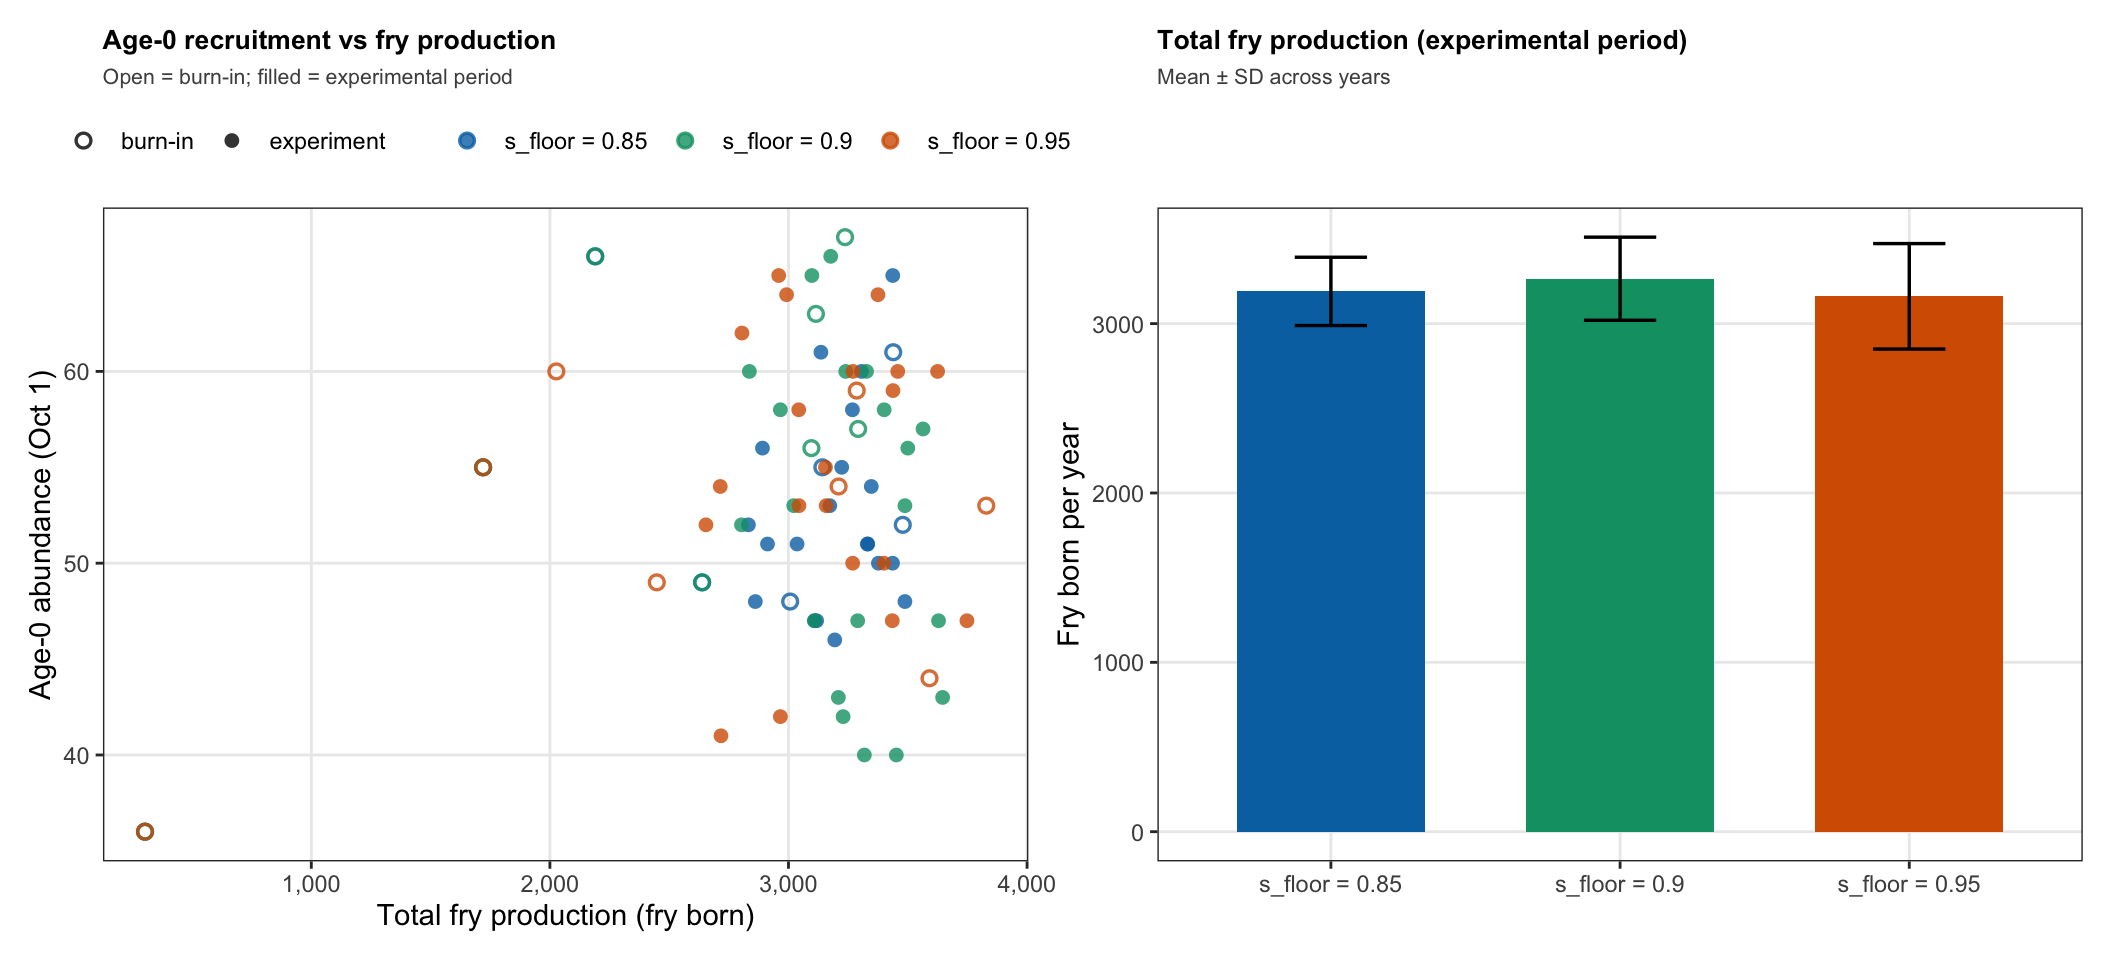 Age-0 recruitment vs fry production
Open = burn-in; filled = experimental period
burn-in
experiment
s_floor = 0.85
s_floor = 0.9
s_floor = 0.95
Age-0 abundance (Oct 1)
60
50
40
1,000
2,000
3,000
4,000
Total fry production (fry born)
Total fry production (experimental period)
Mean ± SD across years
Fry born per year
3000
2000
1000
0
s_floor = 0.85
s_floor = 0.9
s_floor = 0.95